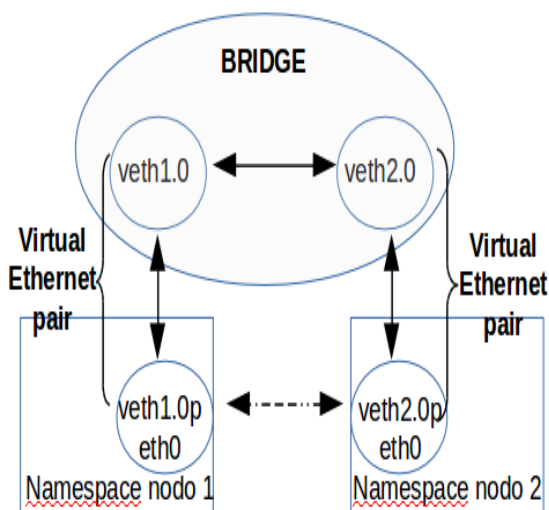 BRIDGE
veth1.0
veth2.0
Virtual
Ethernet
pair
Virtual
Ethernet
pair
veth1.0p
eth0
veth2.0p
eth0
Namespace nodo 1
Namespace nodo 2